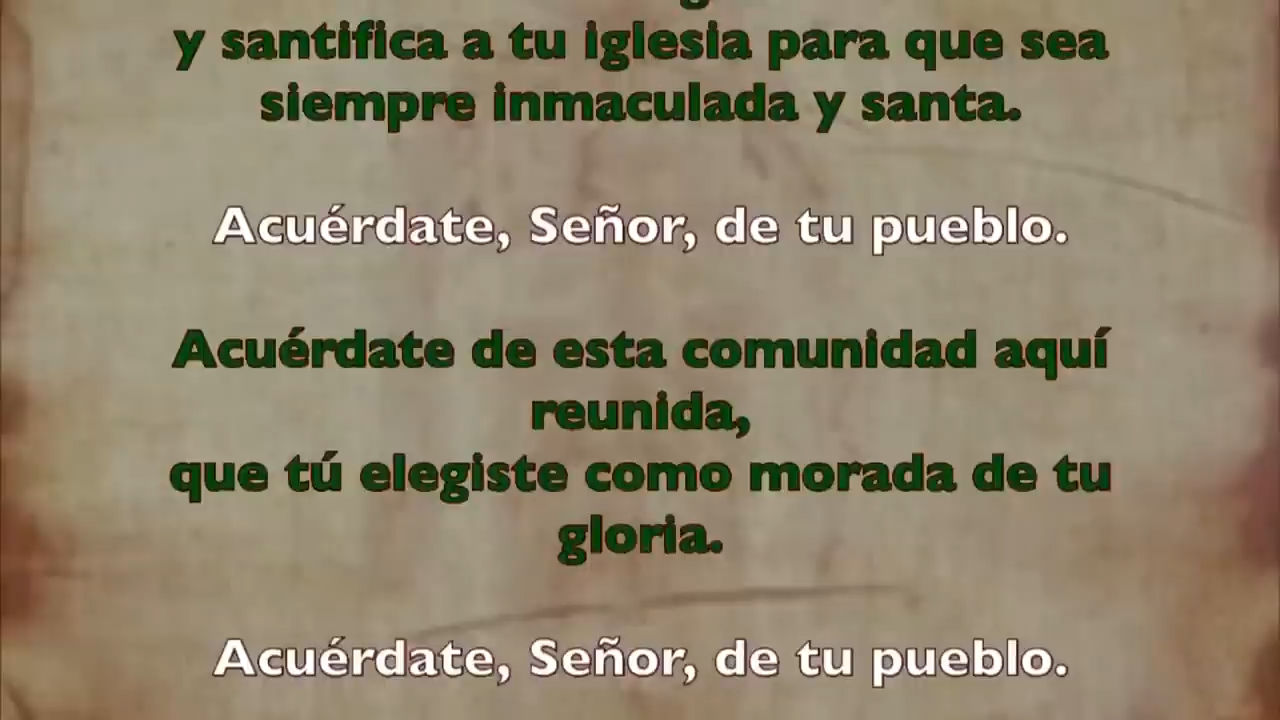 y santifica a tu iglesia para que sea
siempre inmaculada y santa.
Acuérdate, Señor, de tu pueblo.
Acuérdate de esta comunidad aquí
reunida,
que tú elegiste como morada de tu
gloria.
Acuérdate, Señor, de tu pueblo.